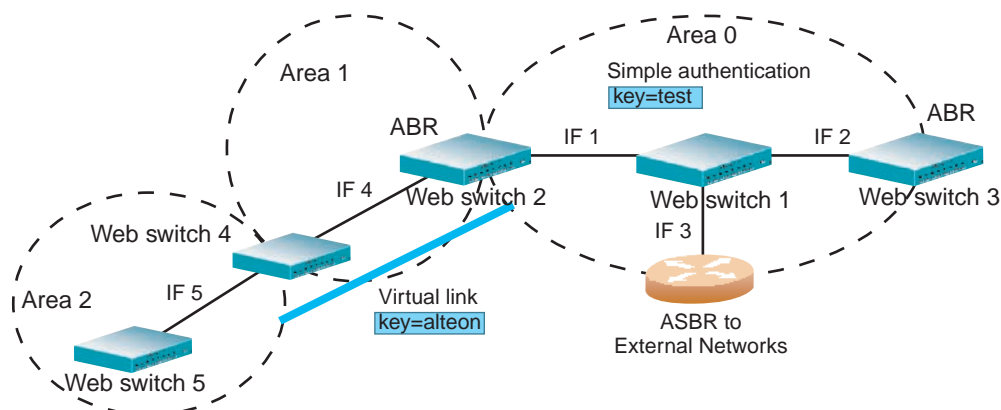 Area 0
Area 1
Simple authentication
key=test
ABR
ABR
IF 1
IF 2
IF 4
Web switch 2
Web switch 1
Web switch 3
Web switch 4
IF 3
Area 2
IF 5
Virtual link
key=alteon
ASBR to
External Networks
Web switch 5